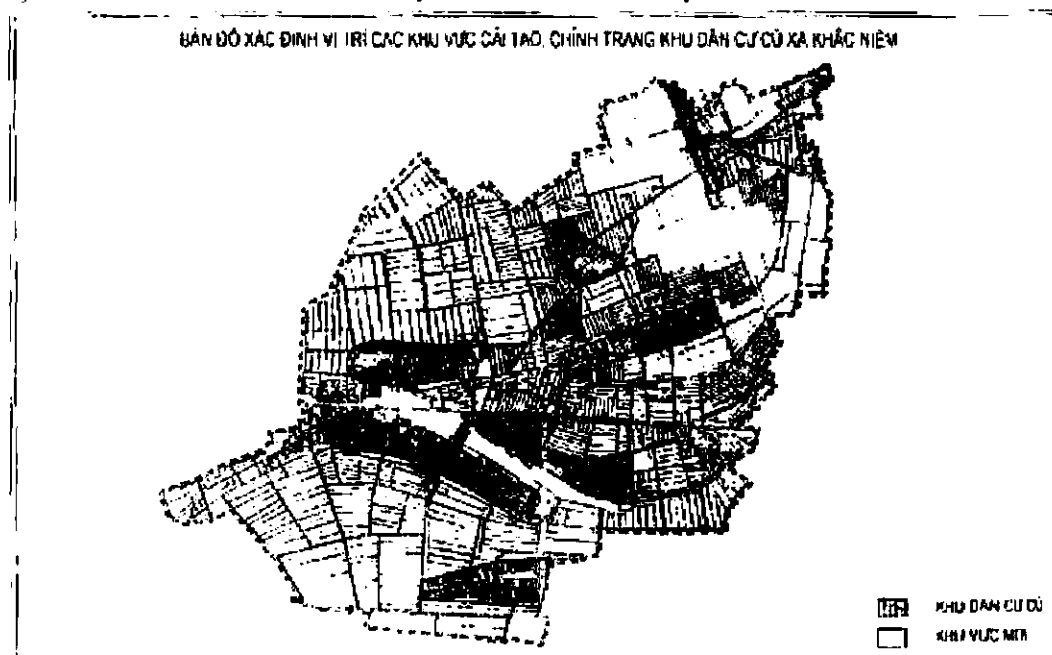 BẢN ĐỒ XÁC ĐỊNH VỊ TRÍ CÁC KHU VỰC CẢI TẠO, CHỈNH TRANG KHU DÂN CƯ CŨ XÃ KHẮC NIỆM
KHU DÂN CƯ CŨ
KHU VỰC MỚI